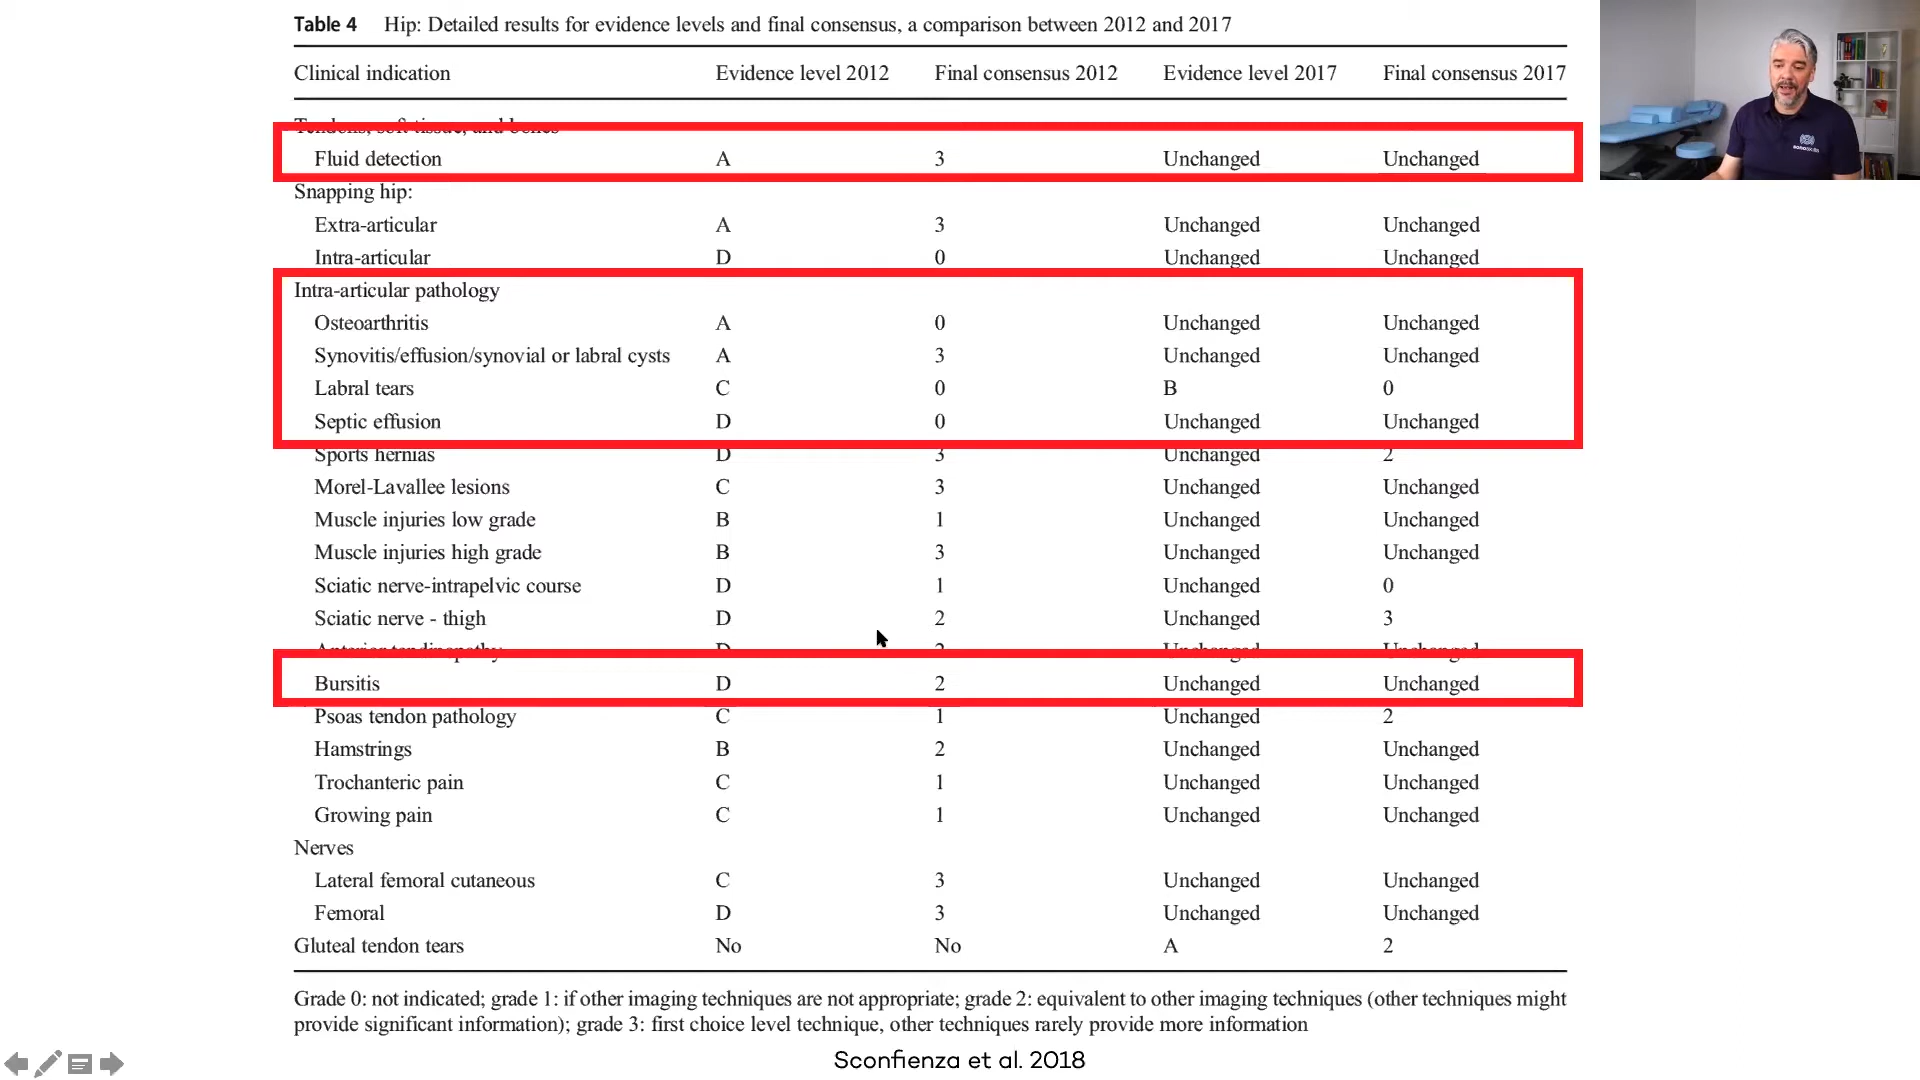 Table 4 Hip: Detailed results for evidence levels and final consensus, a comparison between 2012 and 2017
Clinical indication Evidence level 2012 Final consensus 2012 Evidence level 2017 Final consensus 2017
Tendons, soft tissue, and bones
Fluid detection A 3 Unchanged Unchanged
Snapping hip:
Extra-articular A 3 Unchanged Unchanged
Intra-articular D 0 Unchanged Unchanged
Intra-articular pathology
Osteoarthritis A 0 Unchanged Unchanged
Synovitis/effusion/synovial or labral cysts A 3 Unchanged Unchanged
Labral tears C 0 B 0
Septic effusion D 0 Unchanged Unchanged
Sports hernias D 3 Unchanged 2
Morel-Lavallee lesions C 3 Unchanged Unchanged
Muscle injuries low grade B 1 Unchanged Unchanged
Muscle injuries high grade B 3 Unchanged Unchanged
Sciatic nerve-intrapelvic course D 1 Unchanged 0
Sciatic nerve - thigh D 2 Unchanged 3
Anterior tendinopathy D 2 Unchanged Unchanged
Bursitis D 2 Unchanged Unchanged
Psoas tendon pathology C 1 Unchanged 2
Hamstrings B 2 Unchanged Unchanged
Trochanteric pain C 1 Unchanged Unchanged
Growing pain C 1 Unchanged Unchanged
Nerves
Lateral femoral cutaneous C 3 Unchanged Unchanged
Femoral D 3 Unchanged Unchanged
Gluteal tendon tears No No A 2
Grade 0: not indicated; grade 1: if other imaging techniques are not appropriate; grade 2: equivalent to other imaging techniques (other techniques might
provide significant information); grade 3: first choice level technique, other techniques rarely provide more information
Sconfienza et al. 2018